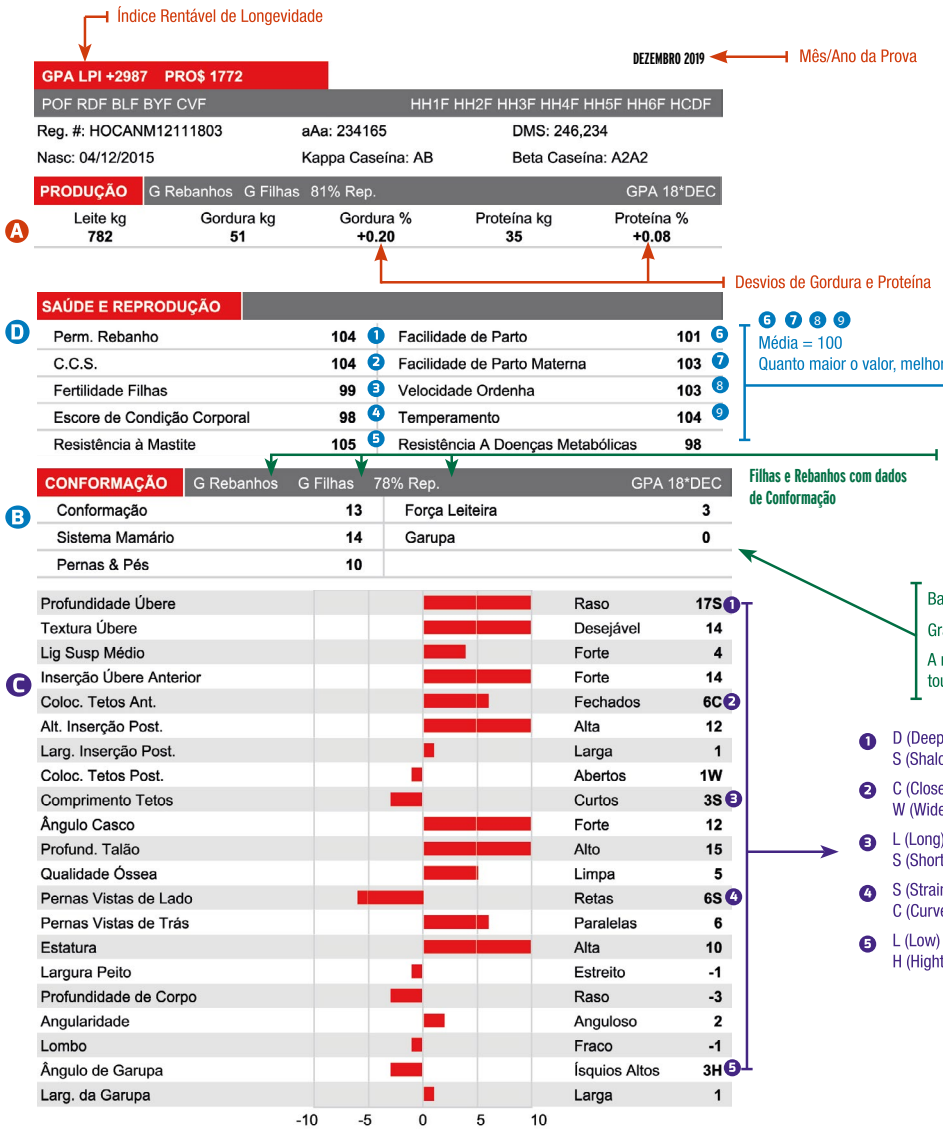 Índice Rentável de Longevidade
DEZEMBRO 2019
Mês/Ano da Prova
GPA LPI +2987 PRO$ 1772
POF RDF BLF BYF CVF HH1F HH2F HH3F HH4F HH5F HH6F HCDF
Reg. #: HOCANM12111803 aAa: 234165 DMS: 246,234
Nasc: 04/12/2015 Kappa Caseína: AB Beta Caseína: A2A2
PRODUÇÃO G Rebanhos G Filhas 81% Rep. GPA 18*DEC
A
Leite kg Gordura kg Gordura % Proteína kg Proteína %
782 51 +0.20 35 +0.08
Desvios de Gordura e Proteína
SAÚDE E REPRODUÇÃO
D
Perm. Rebanho 104 1 Facilidade de Parto 101 6
C.C.S. 104 2 Facilidade de Parto Materna 103 7
Fertilidade Filhas 99 3 Velocidade Ordenha 103 8
Escore de Condição Corporal 98 4 Temperamento 104 9
Resistência à Mastite 105 5 Resistência A Doenças Metabólicas 98
6 7 8 9
Média = 100
Quanto maior o valor, melhor
CONFORMAÇÃO G Rebanhos G Filhas 78% Rep. GPA 18*DEC
Filhas e Rebanhos com dados
de Conformação
B
Conformação 13 Força Leiteira 3
Sistema Mamário 14 Garupa 0
Pernas & Pés 10
C
Profundidade Úbere Raso 17S 1
Textura Úbere Desejável 14
Lig Susp Médio Forte 4
Inserção Úbere Anterior Forte 14
Coloc. Tetos Ant. Fechados 6C 2
Alt. Inserção Post. Alta 12
Larg. Inserção Post. Larga 1
Coloc. Tetos Post. Abertos 1W
Comprimento Tetos Curtos 3S 3
Ângulo Casco Forte 12
Profund. Talão Alto 15
Qualidade Óssea Limpa 5
Pernas Vistas de Lado Retas 6S 4
Pernas Vistas de Trás Paralelas 6
Estatura Alta 10
Largura Peito Estreito -1
Profundidade de Corpo Raso -3
Angularidade Anguloso 2
Lombo Fraco -1
Ângulo de Garupa Ísquios Altos 3H 5
Larg. da Garupa Larga 1
-10 -5 0 5 10
Ba
Gra
A
tou
1 D (Deep
S (Shalo
2 C (Close
W (Wide
3 L (Long)
S (Short
4 S (Strain
C (Curve
5 L (Low)
H (Hight